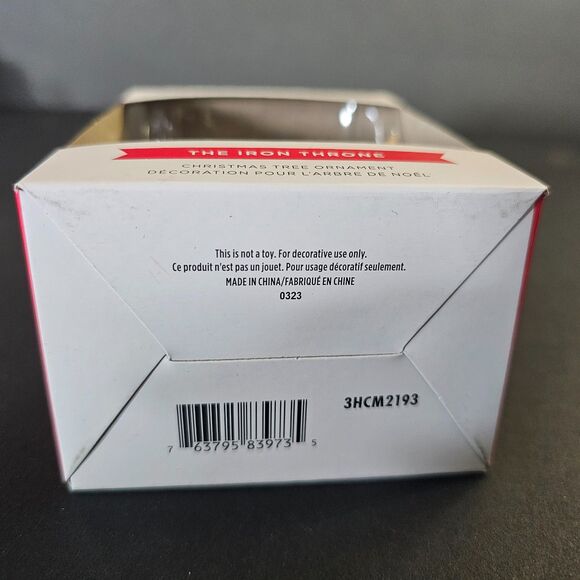 THE IRON THRONE
CHRISTMAS TREE ORNAMENT
DÉCORATION POUR L'ARBRE DE NOËL
This is not a toy. For decorative use only.
Ce produit n'est pas un jouet. Pour usage décoratif seulement.
MADE IN CHINA/FABRIQUÉ EN CHINE
0323
3HCM2193
7 63795 83973 5